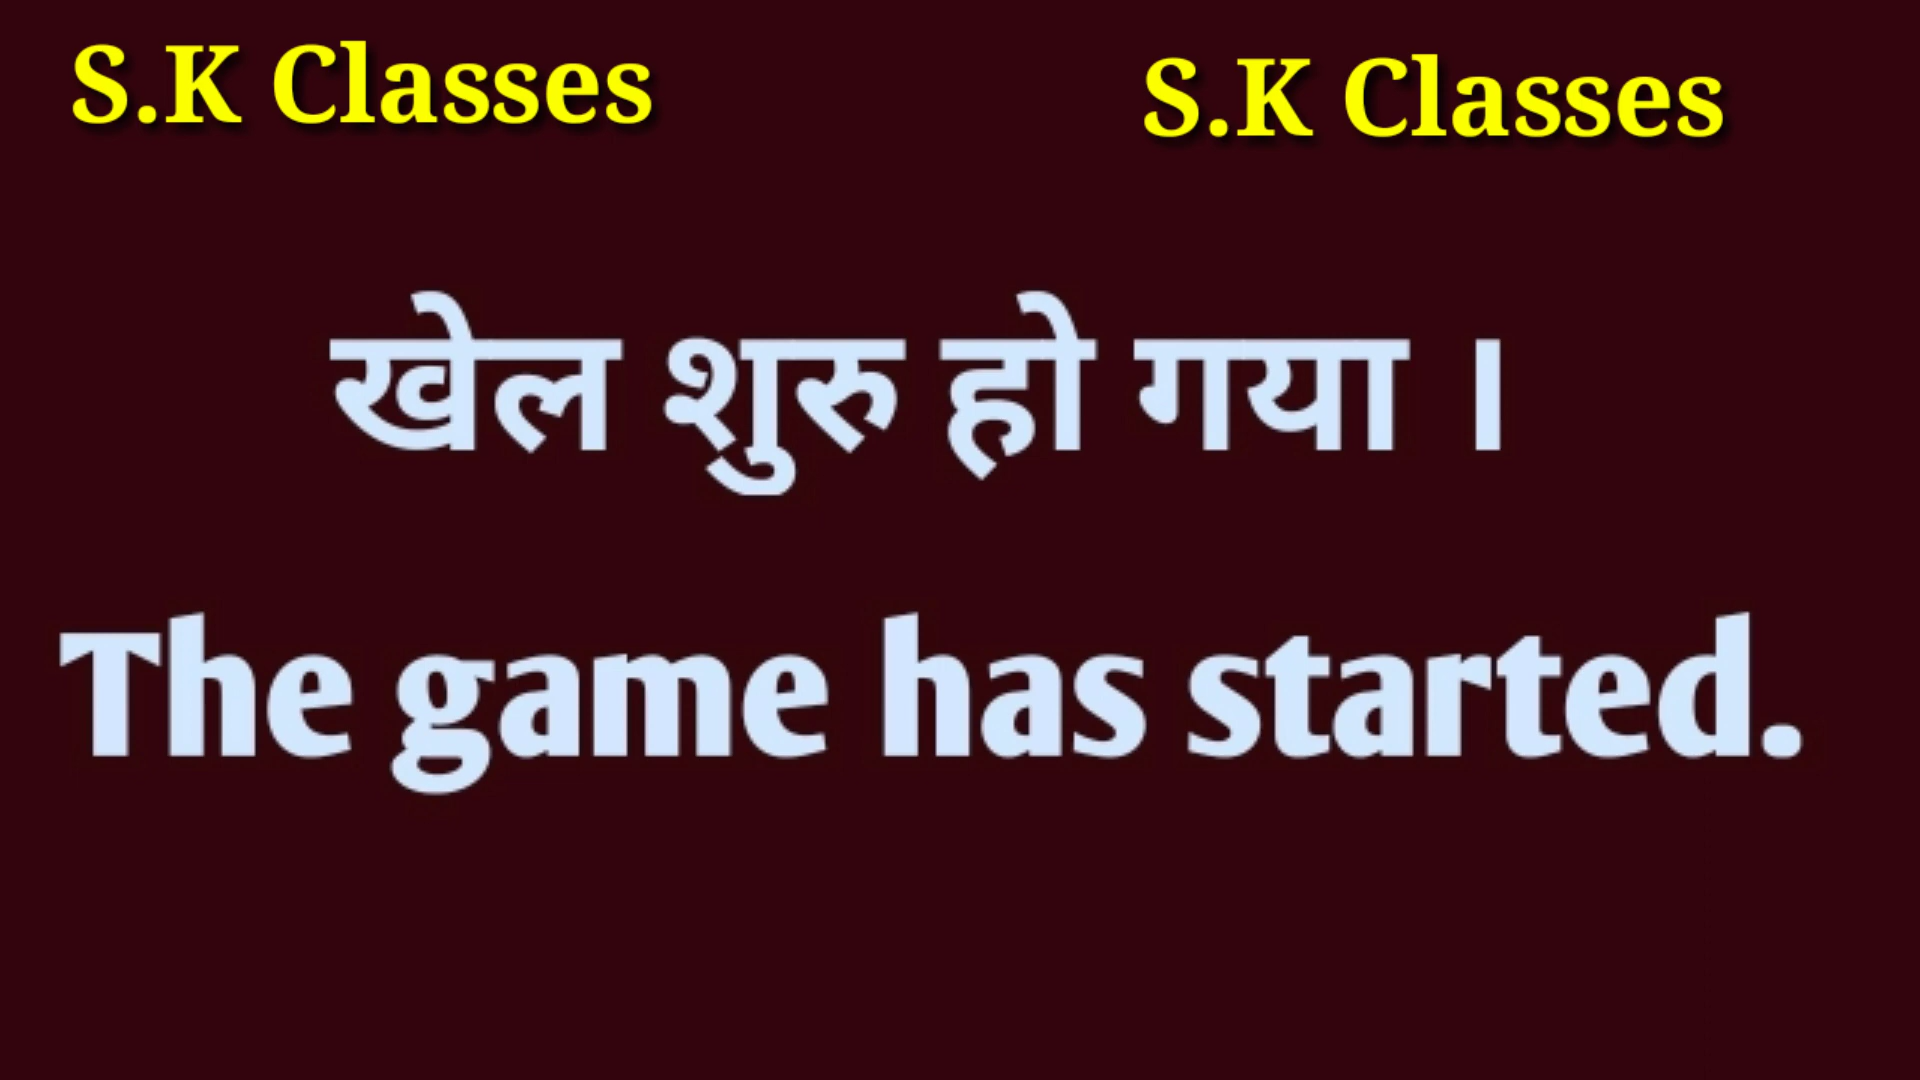 S.K Classes S.K Classes
खेल शुरु हो गया ।
The game has started.